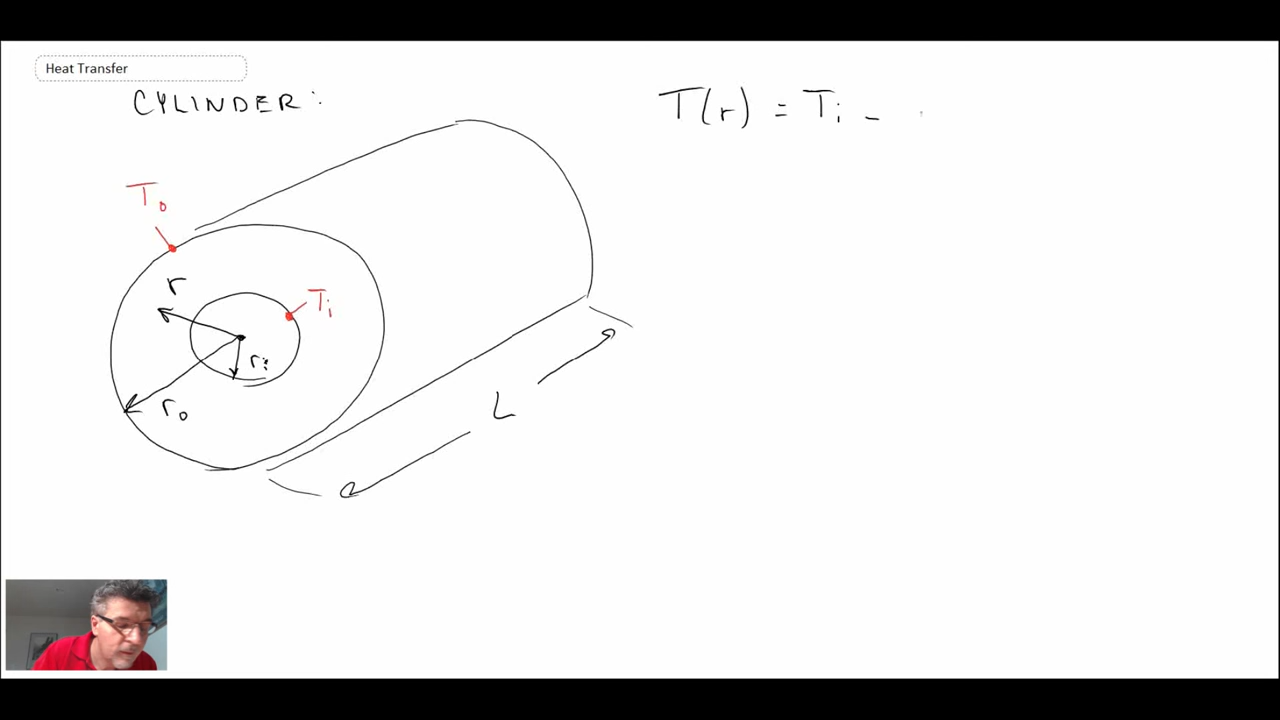 Heat Transfer
CYLINDER:
T(r) = Ti -
To
r
Ti
ri
ro
L